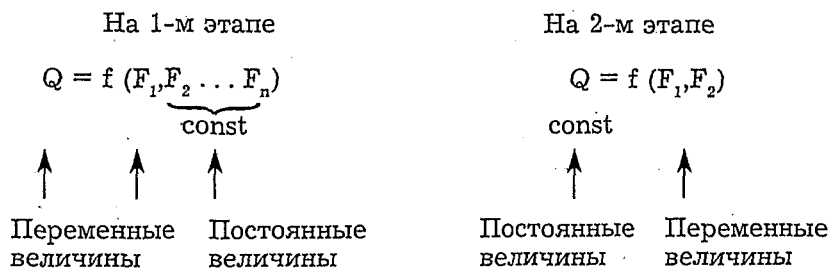 На 1-м этапе
Q = f (F₁,F₂ ... Fₙ)
const
Переменные величины
Постоянные величины
На 2-м этапе
Q = f (F₁,F₂)
const
Постоянные величины
Переменные величины